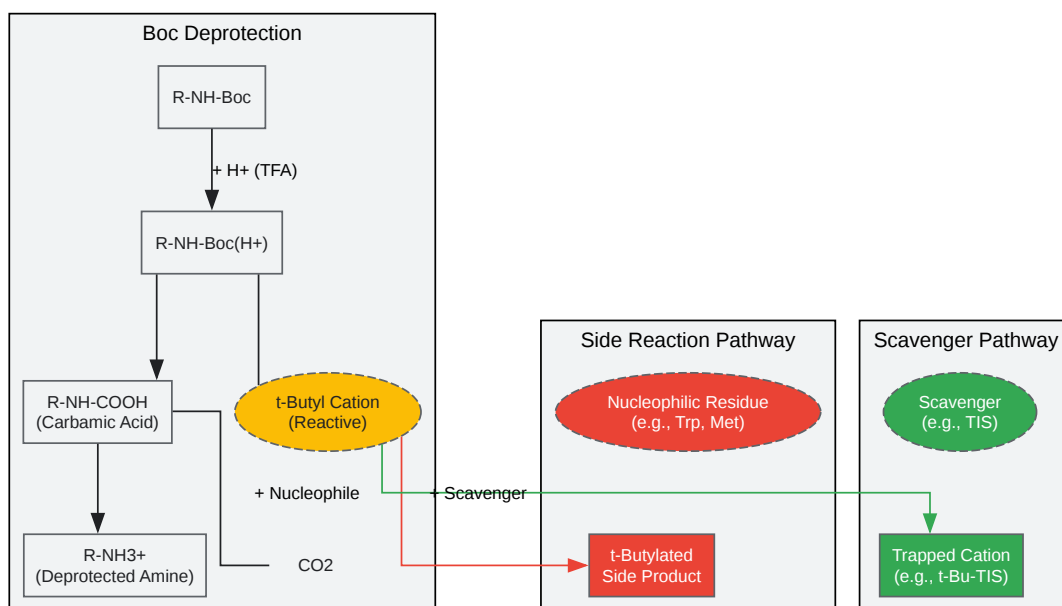 Boc Deprotection
R-NH-Boc
+ H+ (TFA)
R-NH-Boc(H+)
R-NH-COOH
(Carbamic Acid)
t-Butyl Cation
(Reactive)
+ Nucleophile
+ Scavenger
R-NH3+
(Deprotected Amine)
CO2
Side Reaction Pathway
Nucleophilic Residue
(e.g., Trp, Met)
t-Butylated
Side Product
Scavenger Pathway
Scavenger
(e.g., TIS)
Trapped Cation
(e.g., t-Bu-TIS)